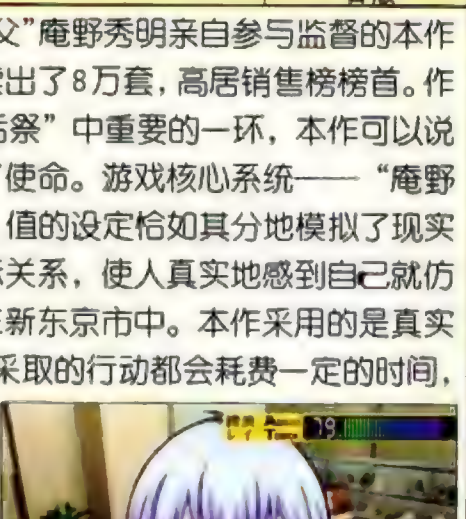 父”庵野秀明亲自参与监督的本作
出了8万套，高居销售榜榜首。作
祭”中重要的一环，本作可以说
使命。游戏核心系统——“庵野
值的设定恰如其分地模拟了现实
关系，使人真实地感到自己就仿
新东京市中。本作采用的是真实
采取的行动都会耗费一定的时间，
79